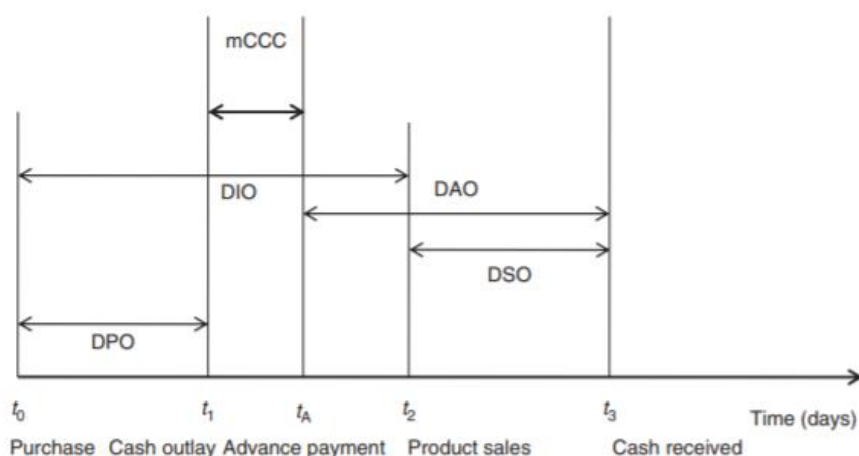 mCCC
DIO
DAO
DSO
DPO
t0 t1 tA t2 t3 Time (days)
Purchase Cash outlay Advance payment Product sales Cash received